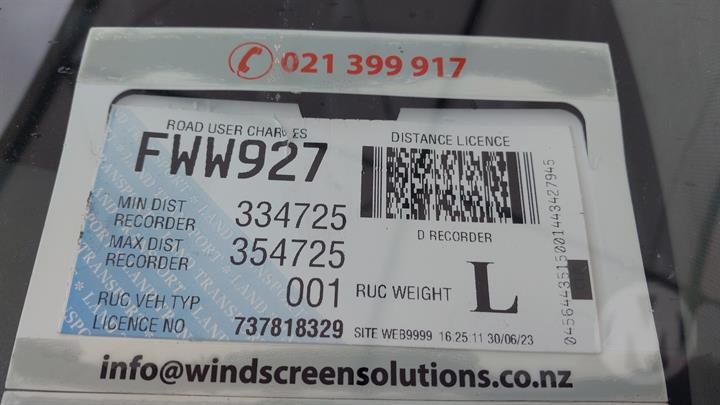 021 399 917
ROAD USER CHARGES
FWW927
DISTANCE LICENCE
MIN DIST RECORDER 334725
D RECORDER
MAX DIST RECORDER 354725
RUC VEH TYP 001
RUC WEIGHT L
LICENCE NO 737818329
SITE WEB9999 16:25:11 30/06/23
info@windscreensolutions.co.nz